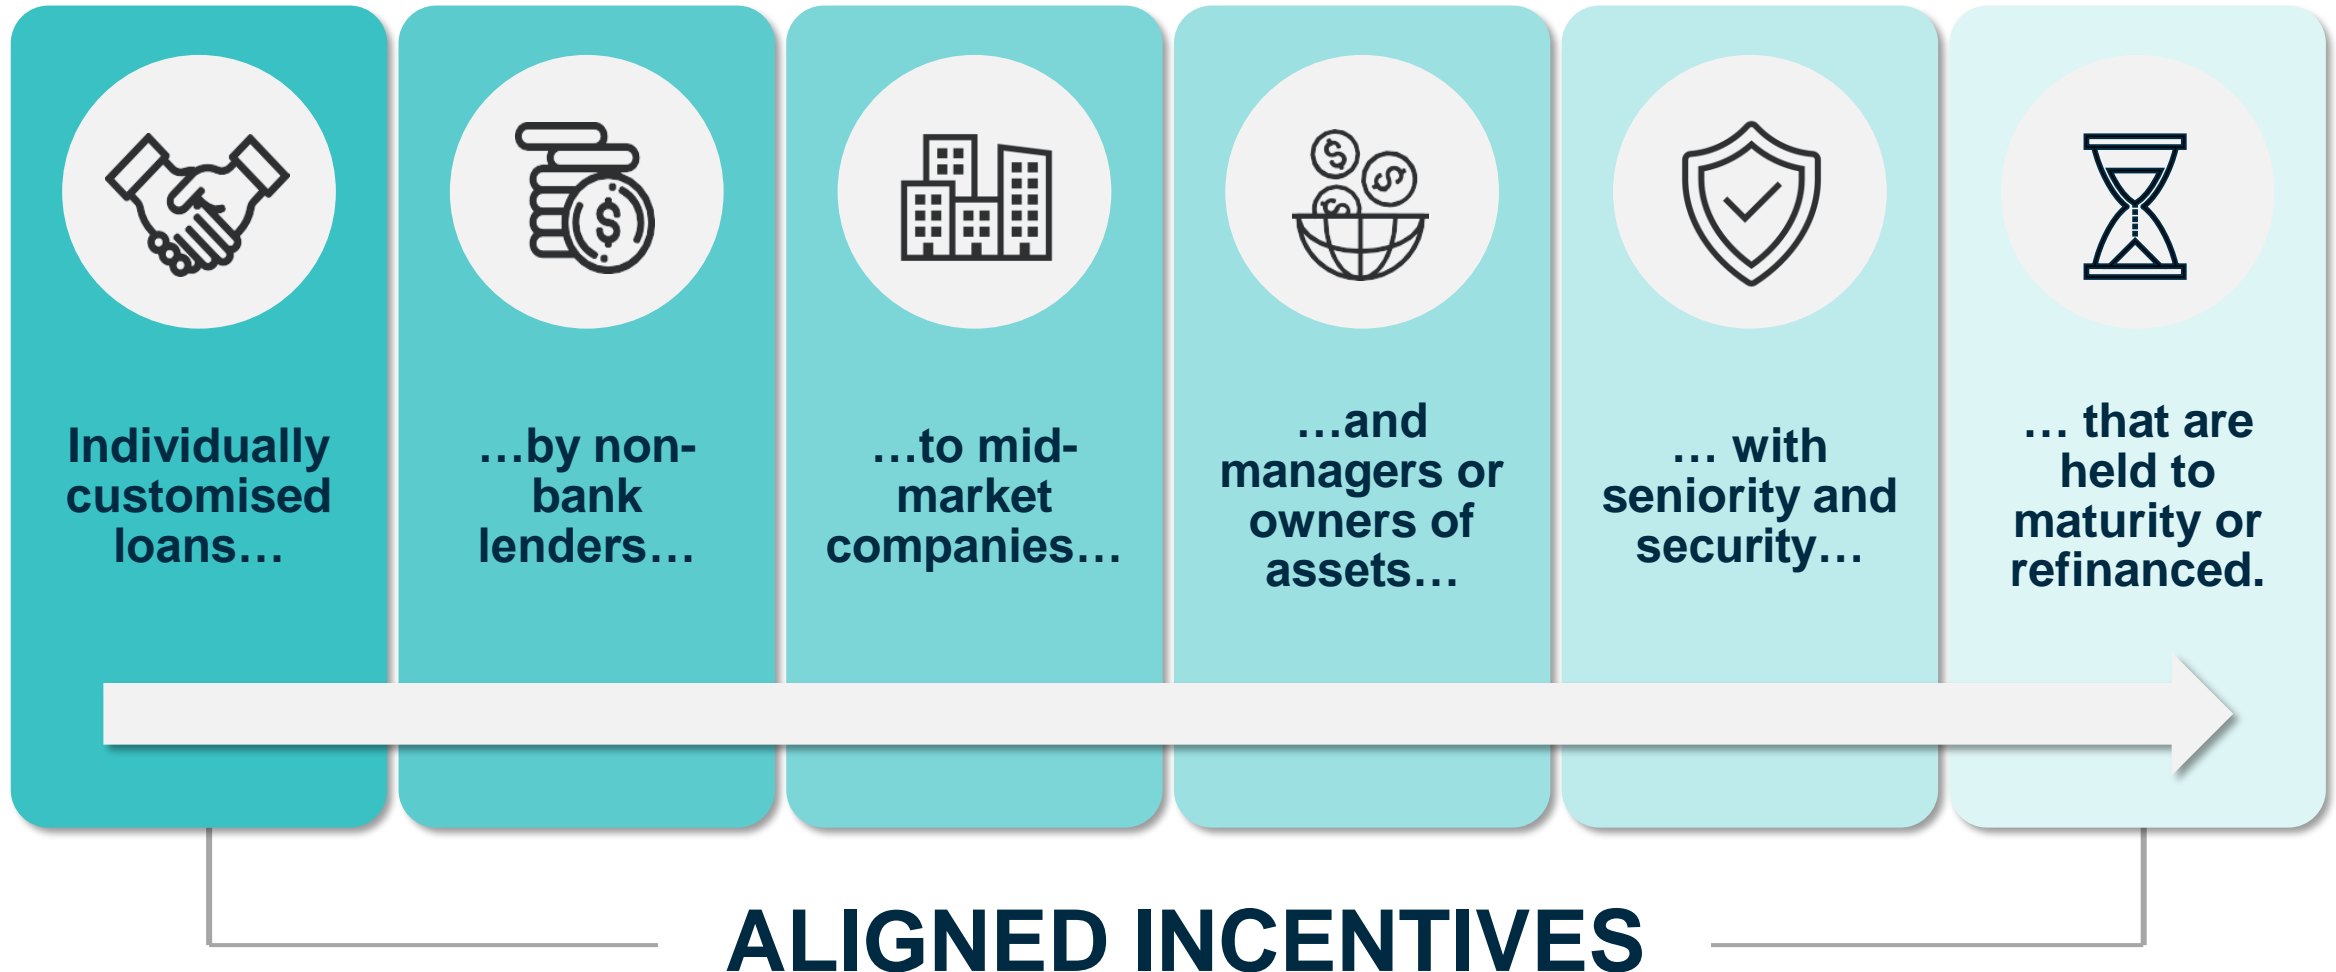 Individually
customised
loans…
…by non-
bank
lenders…
…to mid-
market
companies…
…and
managers or
owners of
assets…
… with
seniority and
security…
… that are
held to
maturity or
refinanced.
ALIGNED INCENTIVES